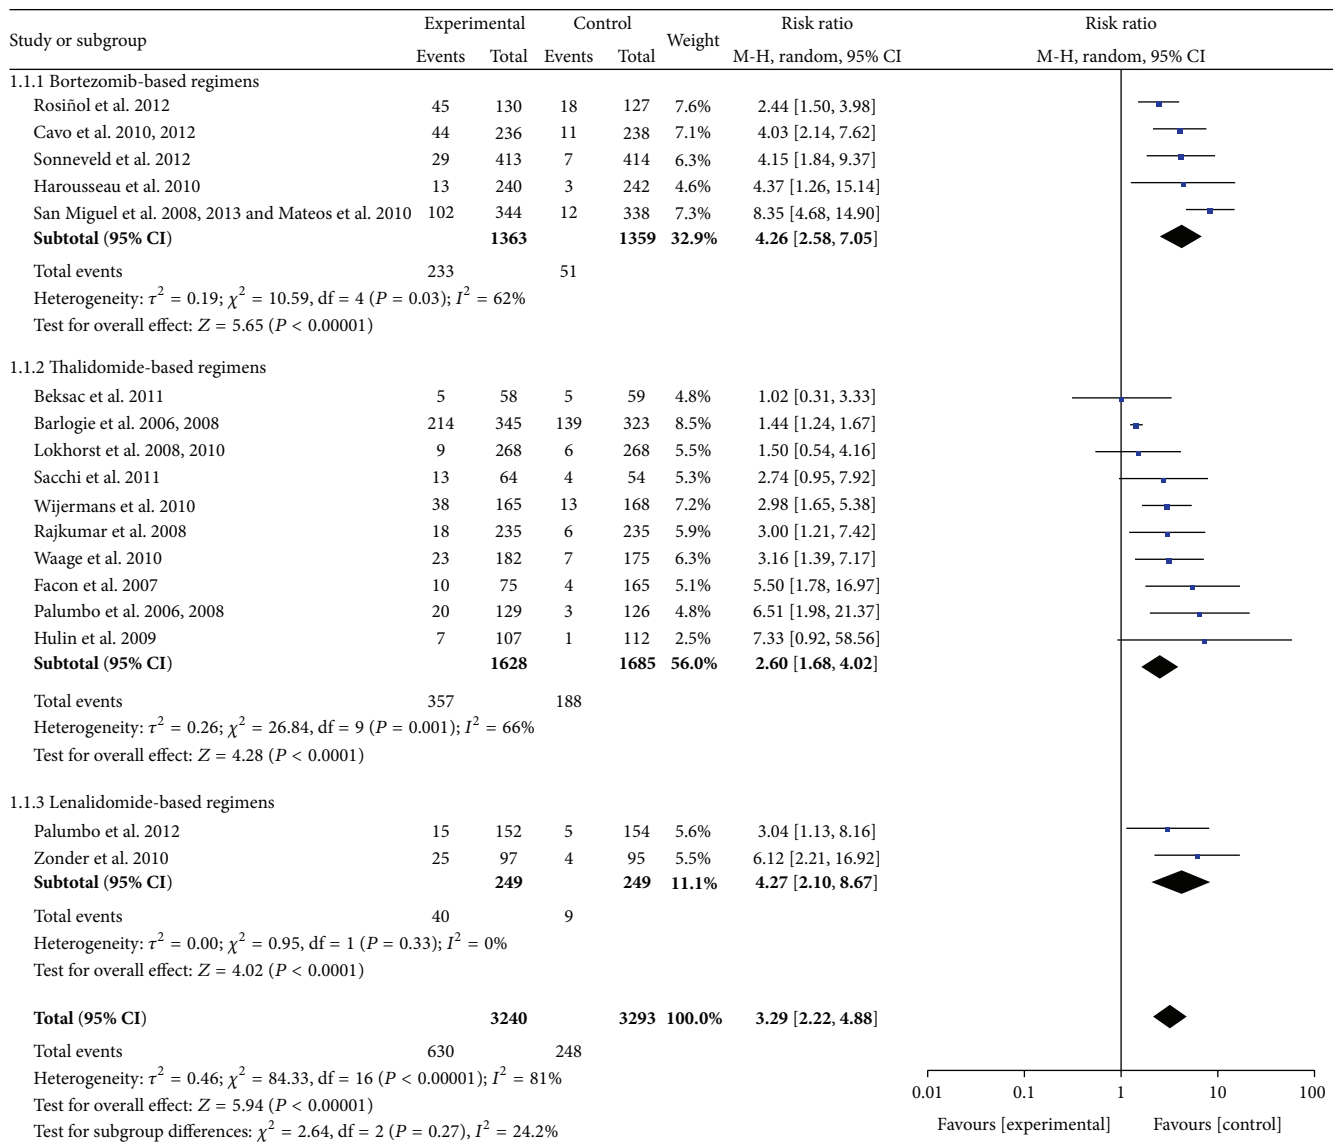 Study or subgroup Experimental Control Weight Risk ratio Risk ratio
Events Total Events Total M-H, random, 95% CI M-H, random, 95% CI
1.1.1 Bortezomib-based regimens
Rosiñol et al. 2012 45 130 18 127 7.6% 2.44 [1.50, 3.98]
Cavo et al. 2010, 2012 44 236 11 238 7.1% 4.03 [2.14, 7.62]
Sonneveld et al. 2012 29 413 7 414 6.3% 4.15 [1.84, 9.37]
Harousseau et al. 2010 13 240 3 242 4.6% 4.37 [1.26, 15.14]
San Miguel et al. 2008, 2013 and Mateos et al. 2010 102 344 12 338 7.3% 8.35 [4.68, 14.90]
Subtotal (95% CI) 1363 1359 32.9% 4.26 [2.58, 7.05]
Total events 233 51
Heterogeneity: τ² = 0.19; χ² = 10.59, df = 4 (P = 0.03); I² = 62%
Test for overall effect: Z = 5.65 (P < 0.00001)
1.1.2 Thalidomide-based regimens
Beksac et al. 2011 5 58 5 59 4.8% 1.02 [0.31, 3.33]
Barlogie et al. 2006, 2008 214 345 139 323 8.5% 1.44 [1.24, 1.67]
Lokhorst et al. 2008, 2010 9 268 6 268 5.5% 1.50 [0.54, 4.16]
Sacchi et al. 2011 13 64 4 54 5.3% 2.74 [0.95, 7.92]
Wijermans et al. 2010 38 165 13 168 7.2% 2.98 [1.65, 5.38]
Rajkumar et al. 2008 18 235 6 235 5.9% 3.00 [1.21, 7.42]
Waage et al. 2010 23 182 7 175 6.3% 3.16 [1.39, 7.17]
Facon et al. 2007 10 75 4 165 5.1% 5.50 [1.78, 16.97]
Palumbo et al. 2006, 2008 20 129 3 126 4.8% 6.51 [1.98, 21.37]
Hulin et al. 2009 7 107 1 112 2.5% 7.33 [0.92, 58.56]
Subtotal (95% CI) 1628 1685 56.0% 2.60 [1.68, 4.02]
Total events 357 188
Heterogeneity: τ² = 0.26; χ² = 26.84, df = 9 (P = 0.001); I² = 66%
Test for overall effect: Z = 4.28 (P < 0.0001)
1.1.3 Lenalidomide-based regimens
Palumbo et al. 2012 15 152 5 154 5.6% 3.04 [1.13, 8.16]
Zonder et al. 2010 25 97 4 95 5.5% 6.12 [2.21, 16.92]
Subtotal (95% CI) 249 249 11.1% 4.27 [2.10, 8.67]
Total events 40 9
Heterogeneity: τ² = 0.00; χ² = 0.95, df = 1 (P = 0.33); I² = 0%
Test for overall effect: Z = 4.02 (P < 0.0001)
Total (95% CI) 3240 3293 100.0% 3.29 [2.22, 4.88]
Total events 630 248
Heterogeneity: τ² = 0.46; χ² = 84.33, df = 16 (P < 0.00001); I² = 81%
Test for overall effect: Z = 5.94 (P < 0.00001)
Test for subgroup differences: χ² = 2.64, df = 2 (P = 0.27), I² = 24.2%
0.01 0.1 1 10 100
Favours [experimental] Favours [control]